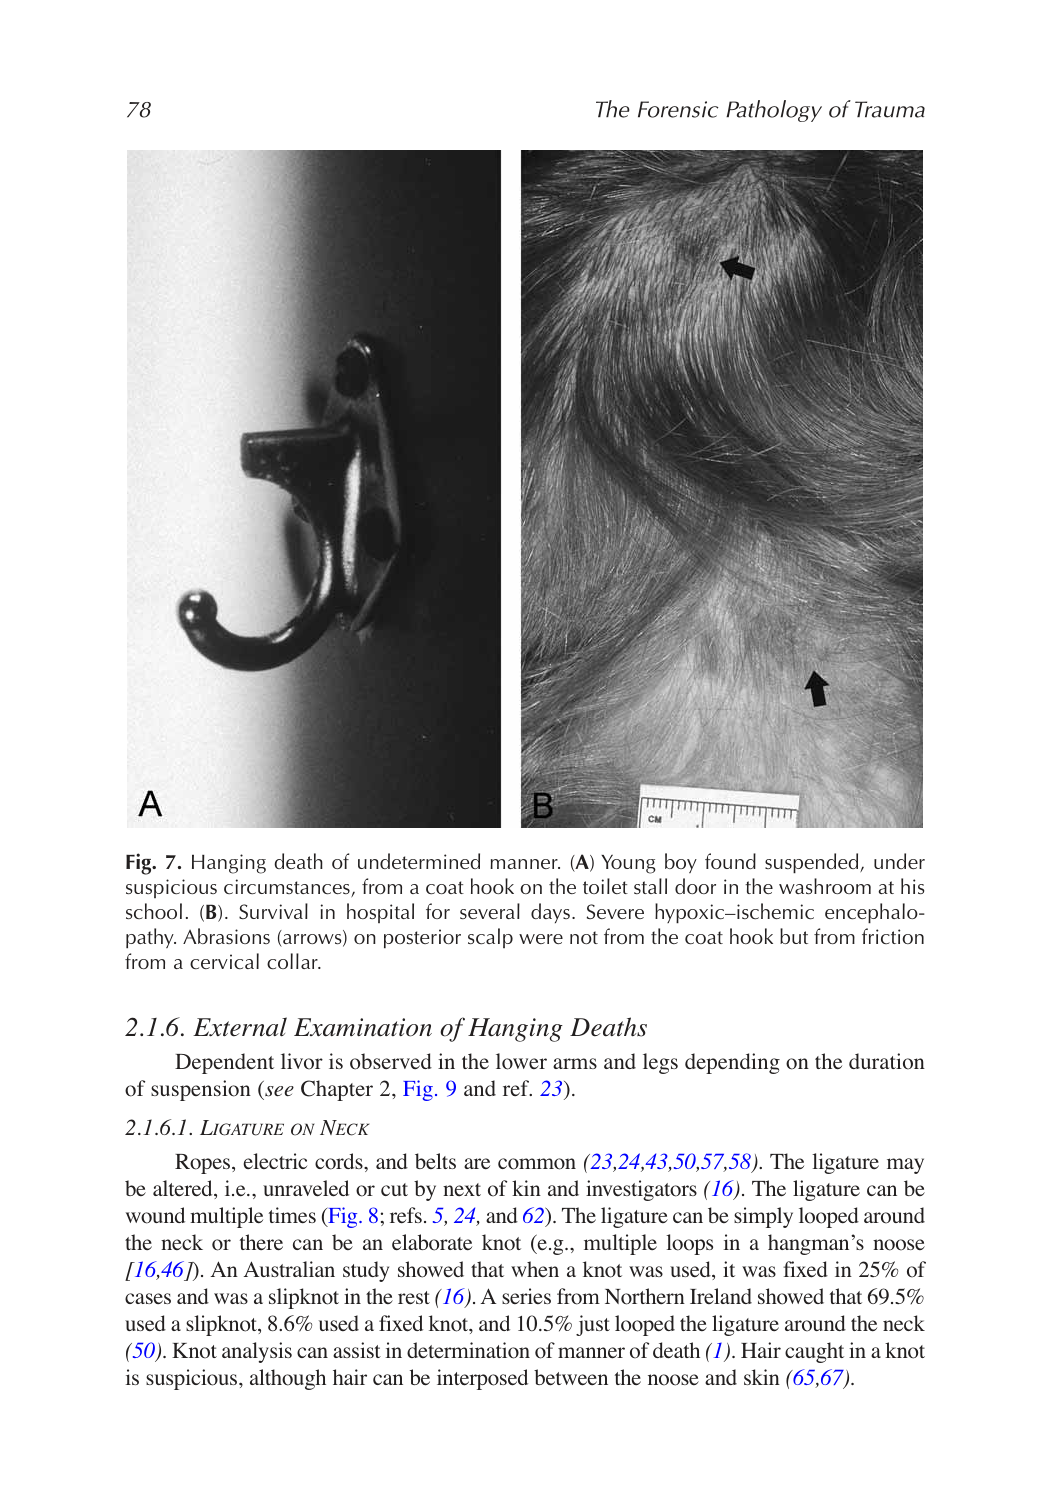 78
The Forensic Pathology of Trauma
A
B
CM
Fig. 7. Hanging death of undetermined manner. (A) Young boy found suspended, under
suspicious circumstances, from a coat hook on the toilet stall door in the washroom at his
school. (B). Survival in hospital for several days. Severe hypoxic–ischemic encephalo-
pathy. Abrasions (arrows) on posterior scalp were not from the coat hook but from friction
from a cervical collar.
2.1.6. External Examination of Hanging Deaths
Dependent livor is observed in the lower arms and legs depending on the duration
of suspension (see Chapter 2, Fig. 9 and ref. 23).
2.1.6.1. Ligature on Neck
Ropes, electric cords, and belts are common (23,24,43,50,57,58). The ligature may
be altered, i.e., unraveled or cut by next of kin and investigators (16). The ligature can be
wound multiple times (Fig. 8; refs. 5, 24, and 62). The ligature can be simply looped around
the neck or there can be an elaborate knot (e.g., multiple loops in a hangman’s noose
[16,46]). An Australian study showed that when a knot was used, it was fixed in 25% of
cases and was a slipknot in the rest (16). A series from Northern Ireland showed that 69.5%
used a slipknot, 8.6% used a fixed knot, and 10.5% just looped the ligature around the neck
(50). Knot analysis can assist in determination of manner of death (1). Hair caught in a knot
is suspicious, although hair can be interposed between the noose and skin (65,67).